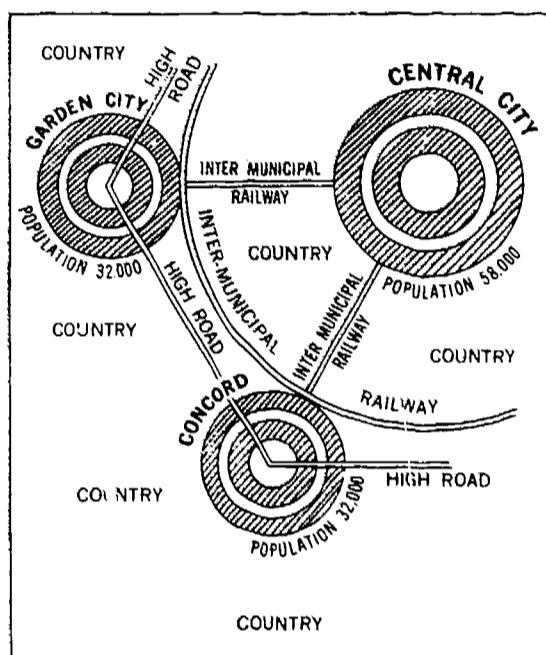 COUNTRY
HIGH
ROAD
GARDEN CITY
POPULATION 32.000
CENTRAL CITY
POPULATION 58,000
INTER MUNICIPAL
RAILWAY
INTER-MUNICIPAL
RAILWAY
COUNTRY
INTER MUNICIPAL
RAILWAY
HIGH ROAD
COUNTRY
COUNTRY
CONCORD
POPULATION 32.000
HIGH ROAD
COUNTRY
COUNTRY